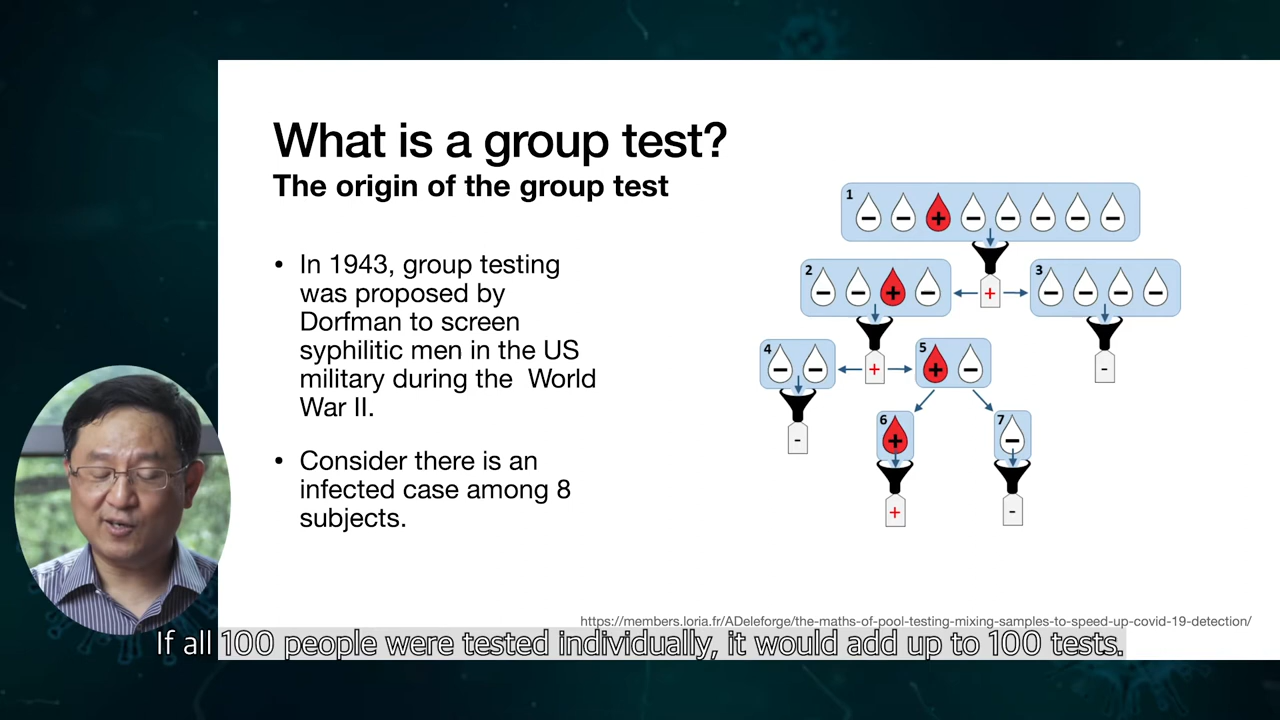 What is a group test?
The origin of the group test
• In 1943, group testing
was proposed by
Dorfman to screen
syphilitic men in the US
military during the World
War II.
• Consider there is an
infected case among 8
subjects.
1
− − + − − − − −
2
− − + −
+
3
− − − −
4
− −
+
5
+ −
-
-
6
+
7
−
+
-
https://members.loria.fr/ADeleforge/the-maths-of-pool-testing-mixing-samples-to-speed-up-covid-19-detection/
If all 100 people were tested individually, it would add up to 100 tests.